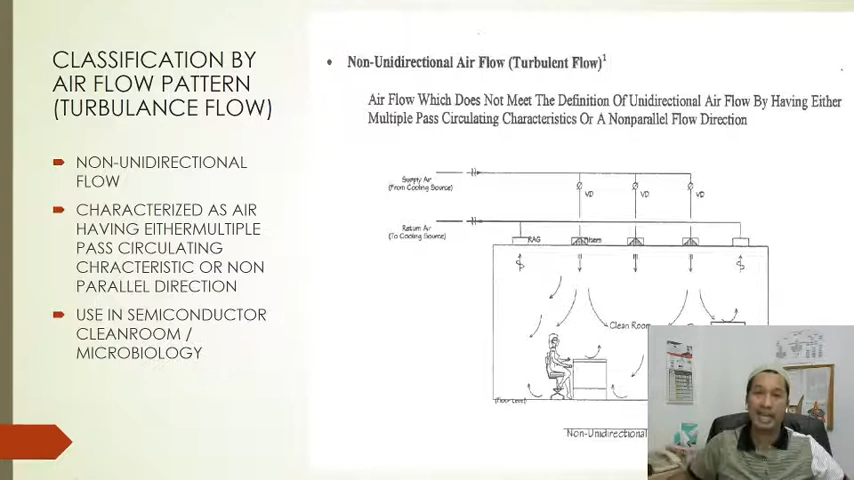 CLASSIFICATION BY
AIR FLOW PATTERN
(TURBULANCE FLOW)
NON-UNIDIRECTIONAL
FLOW
CHARACTERIZED AS AIR
HAVING EITHERMULTIPLE
PASS CIRCULATING
CHRACTERISTIC OR NON
PARALLEL DIRECTION
USE IN SEMICONDUCTOR
CLEANROOM /
MICROBIOLOGY
• Non-Unidirectional Air Flow (Turbulent Flow)¹
Air Flow Which Does Not Meet The Definition Of Unidirectional Air Flow By Having Either
Multiple Pass Circulating Characteristics Or A Nonparallel Flow Direction
Supply Air
(From Cooling Source)
VD VD VD
Return Air
(To Cooling Source)
RAG
Clean Room
(Floor Level)
Non-Unidirectional